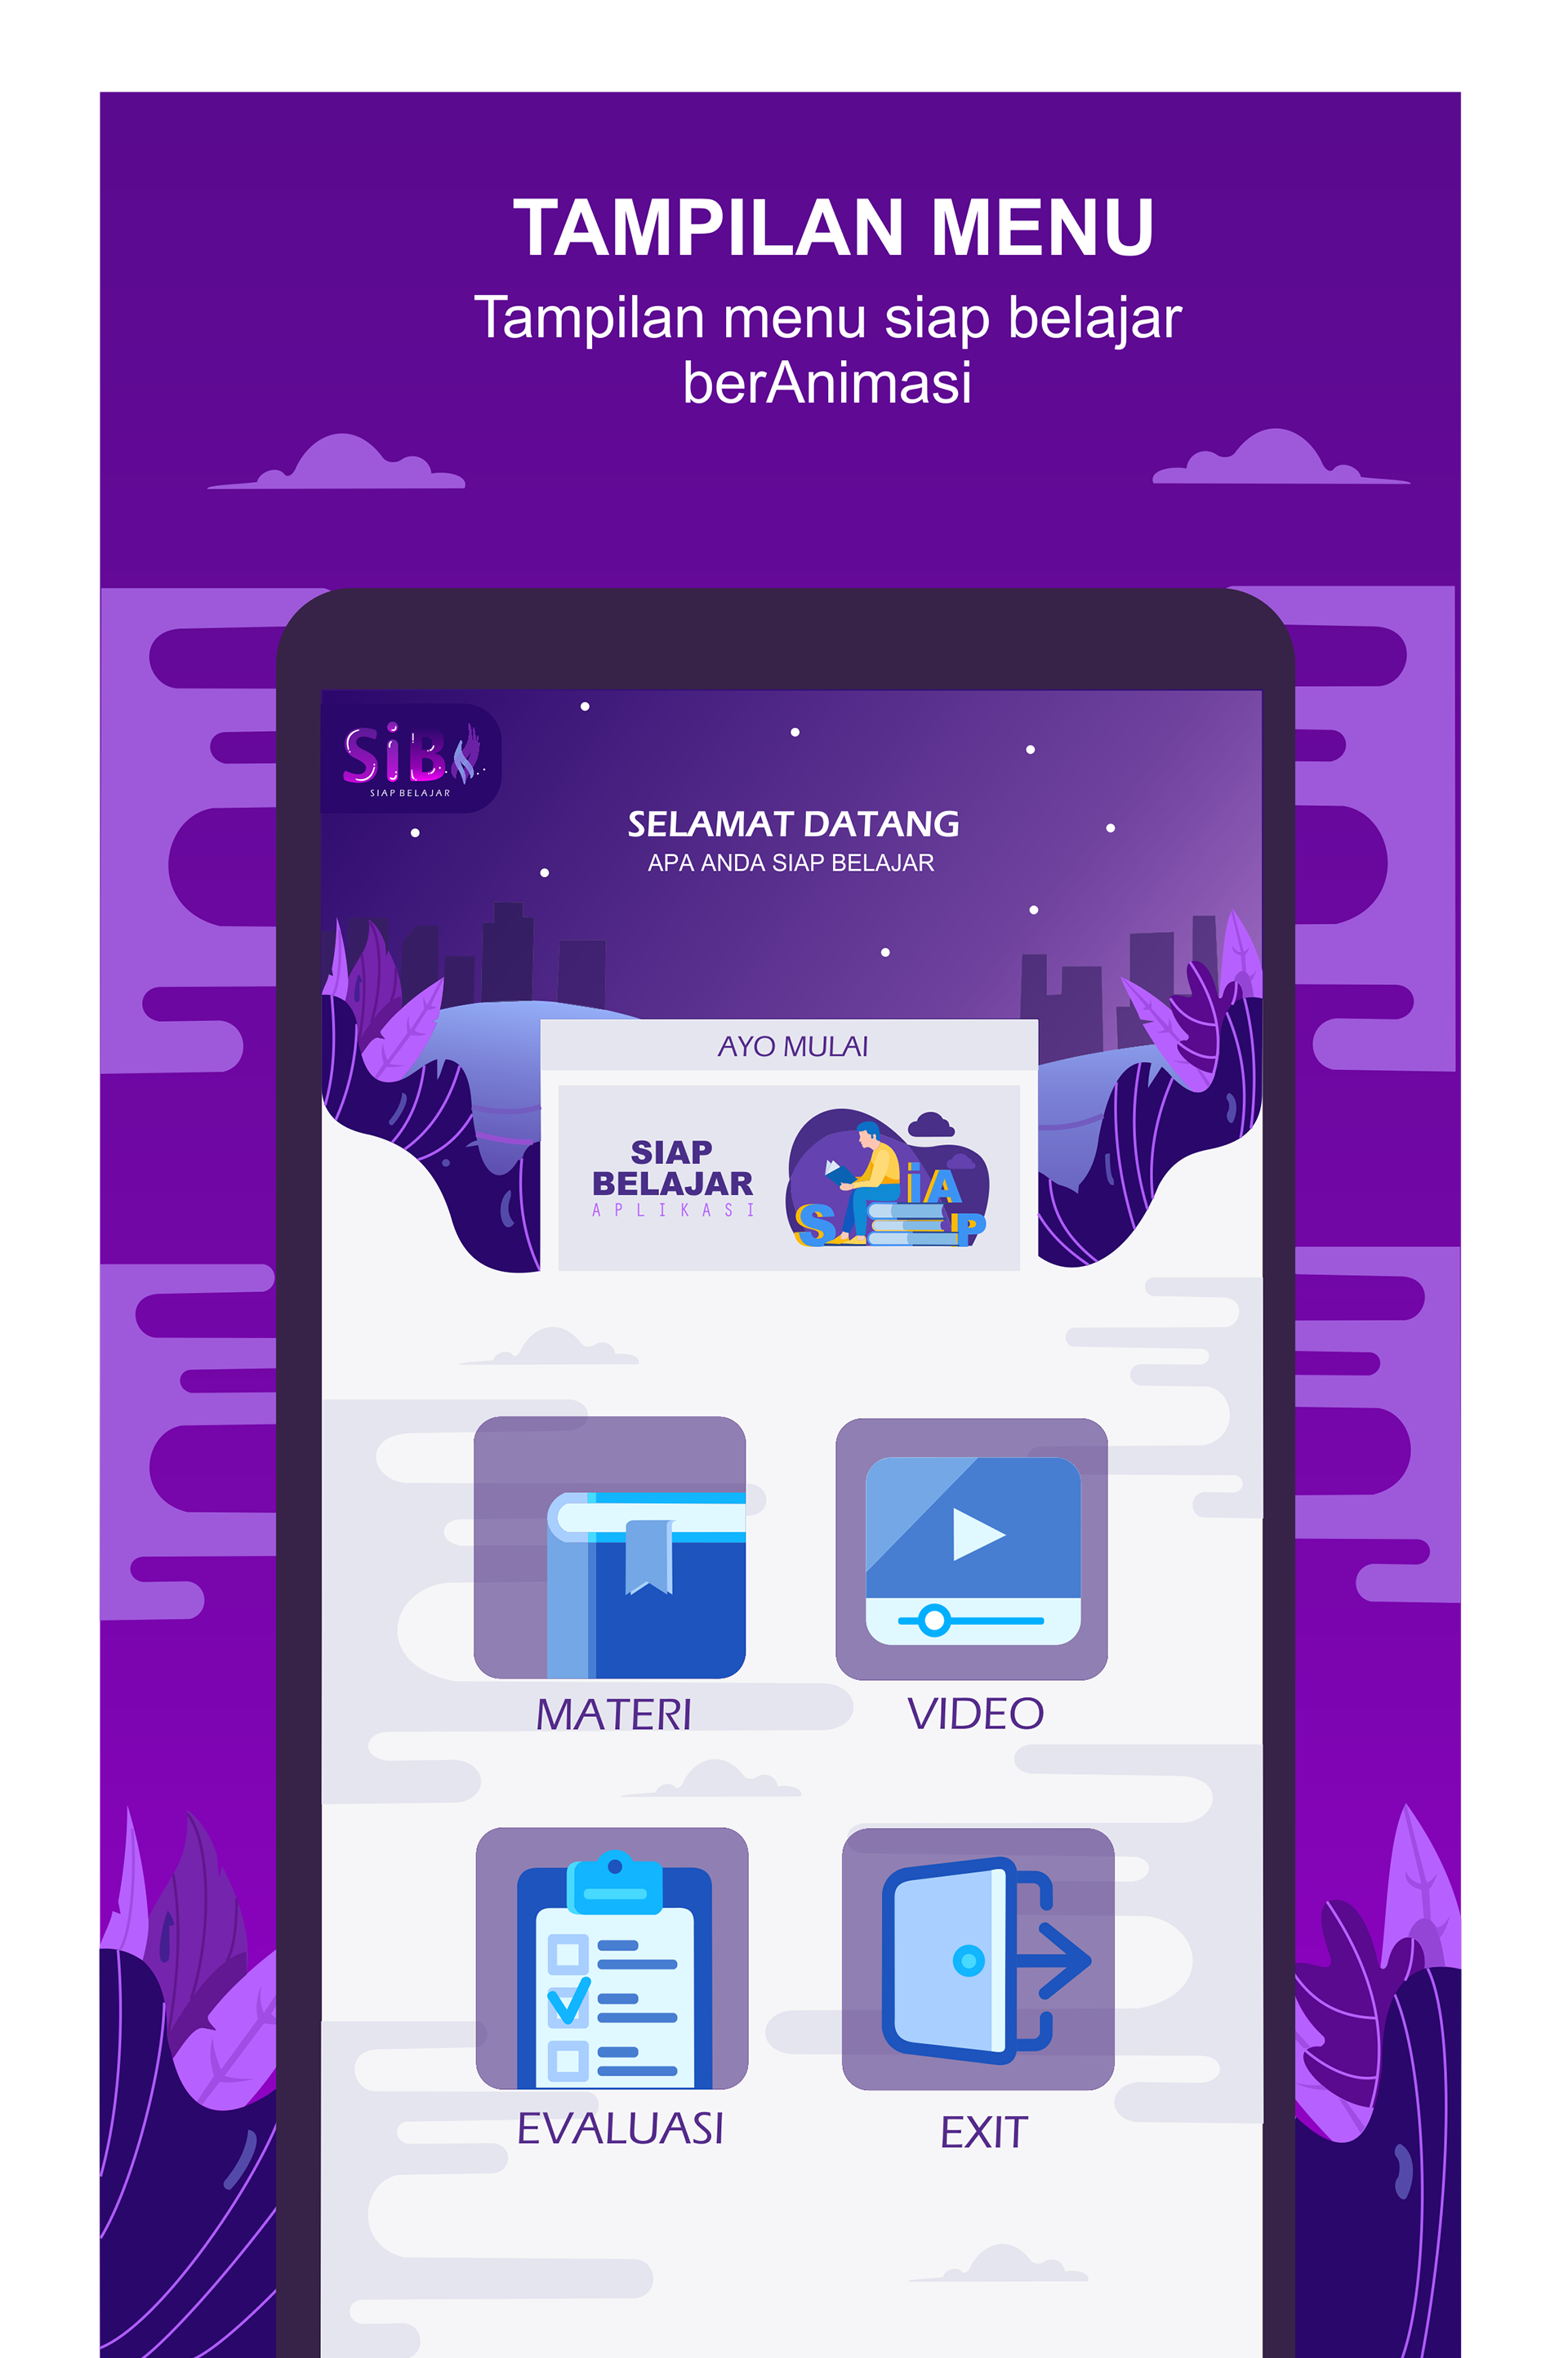 TAMPILAN MENU
Tampilan menu siap belajar
berAnimasi
SiB
SIAP BELAJAR
SELAMAT DATANG
APA ANDA SIAP BELAJAR
AYO MULAI
SIAP
BELAJAR
APLIKASI
SiAP
MATERI
VIDEO
EVALUASI
EXIT